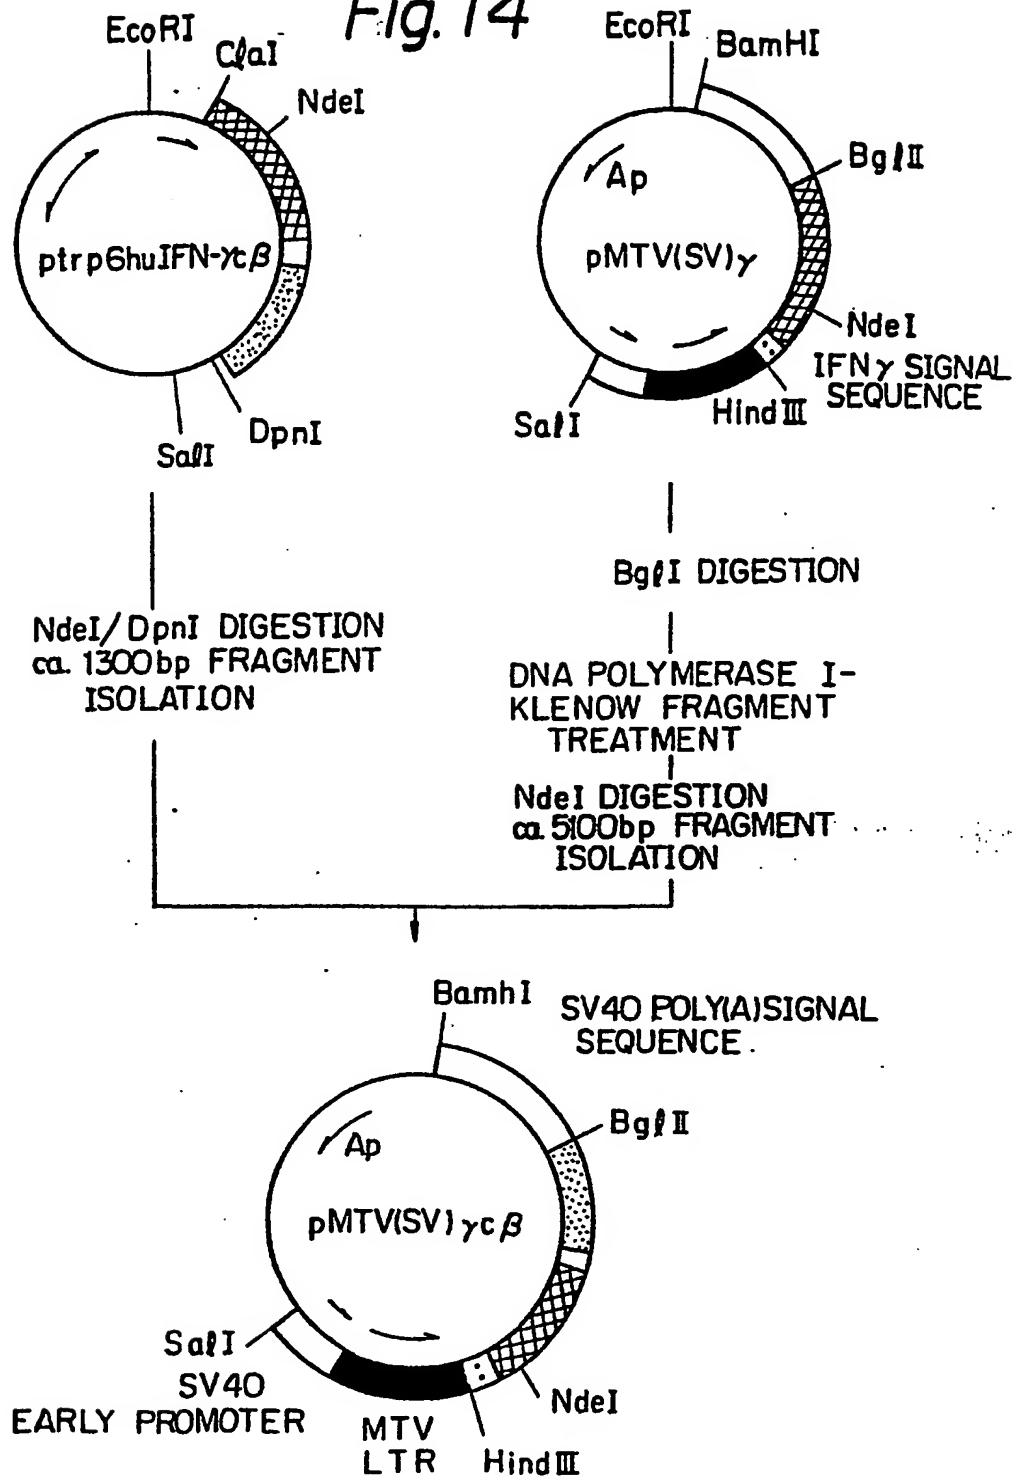 Fig. 14
EcoRI
ClaI
NdeI
ptrp6huIFN-γcβ
DpnI
SalI
EcoRI
BamHI
BglII
Ap
pMTV(SV)γ
NdeI
IFNγ SIGNAL
SEQUENCE
HindIII
SalI
NdeI/DpnI DIGESTION
ca. 1300bp FRAGMENT
ISOLATION
BglI DIGESTION
DNA POLYMERASE I-
KLENOW FRAGMENT
TREATMENT
NdeI DIGESTION
ca. 5100bp FRAGMENT
ISOLATION
BamhI
SV40 POLY(A)SIGNAL
SEQUENCE.
BglII
Ap
pMTV(SV)γcβ
SalI
SV40
EARLY PROMOTER
MTV
LTR
HindIII
NdeI